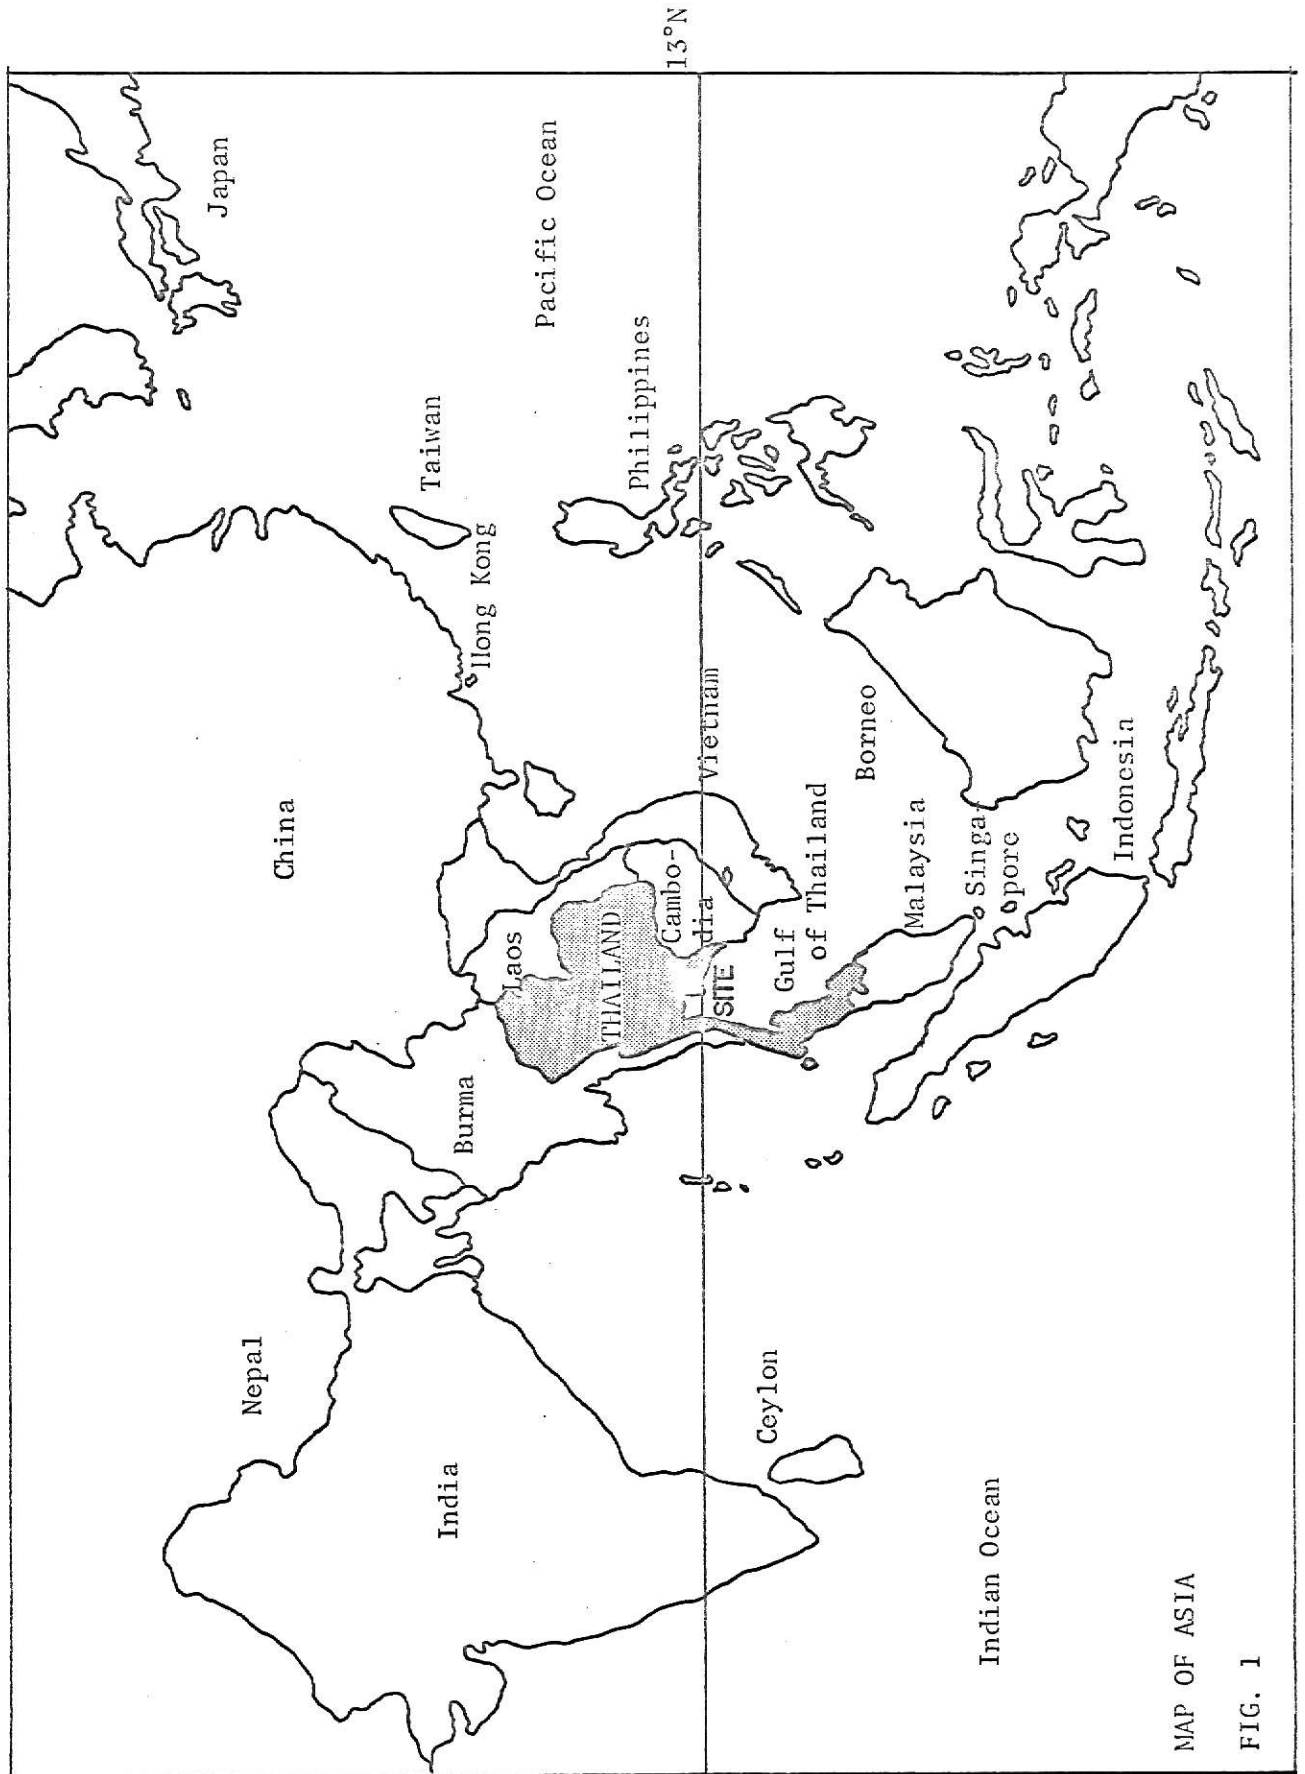 13°N
Japan
Pacific Ocean
Taiwan
Philippines
Hong Kong
China
Vietnam
Borneo
Laos
THAILAND
Cambo-
dia
SITE
Gulf
of Thailand
Malaysia
Singa-
pore
Indonesia
Burma
Nepal
India
Ceylon
Indian Ocean
MAP OF ASIA
FIG. 1